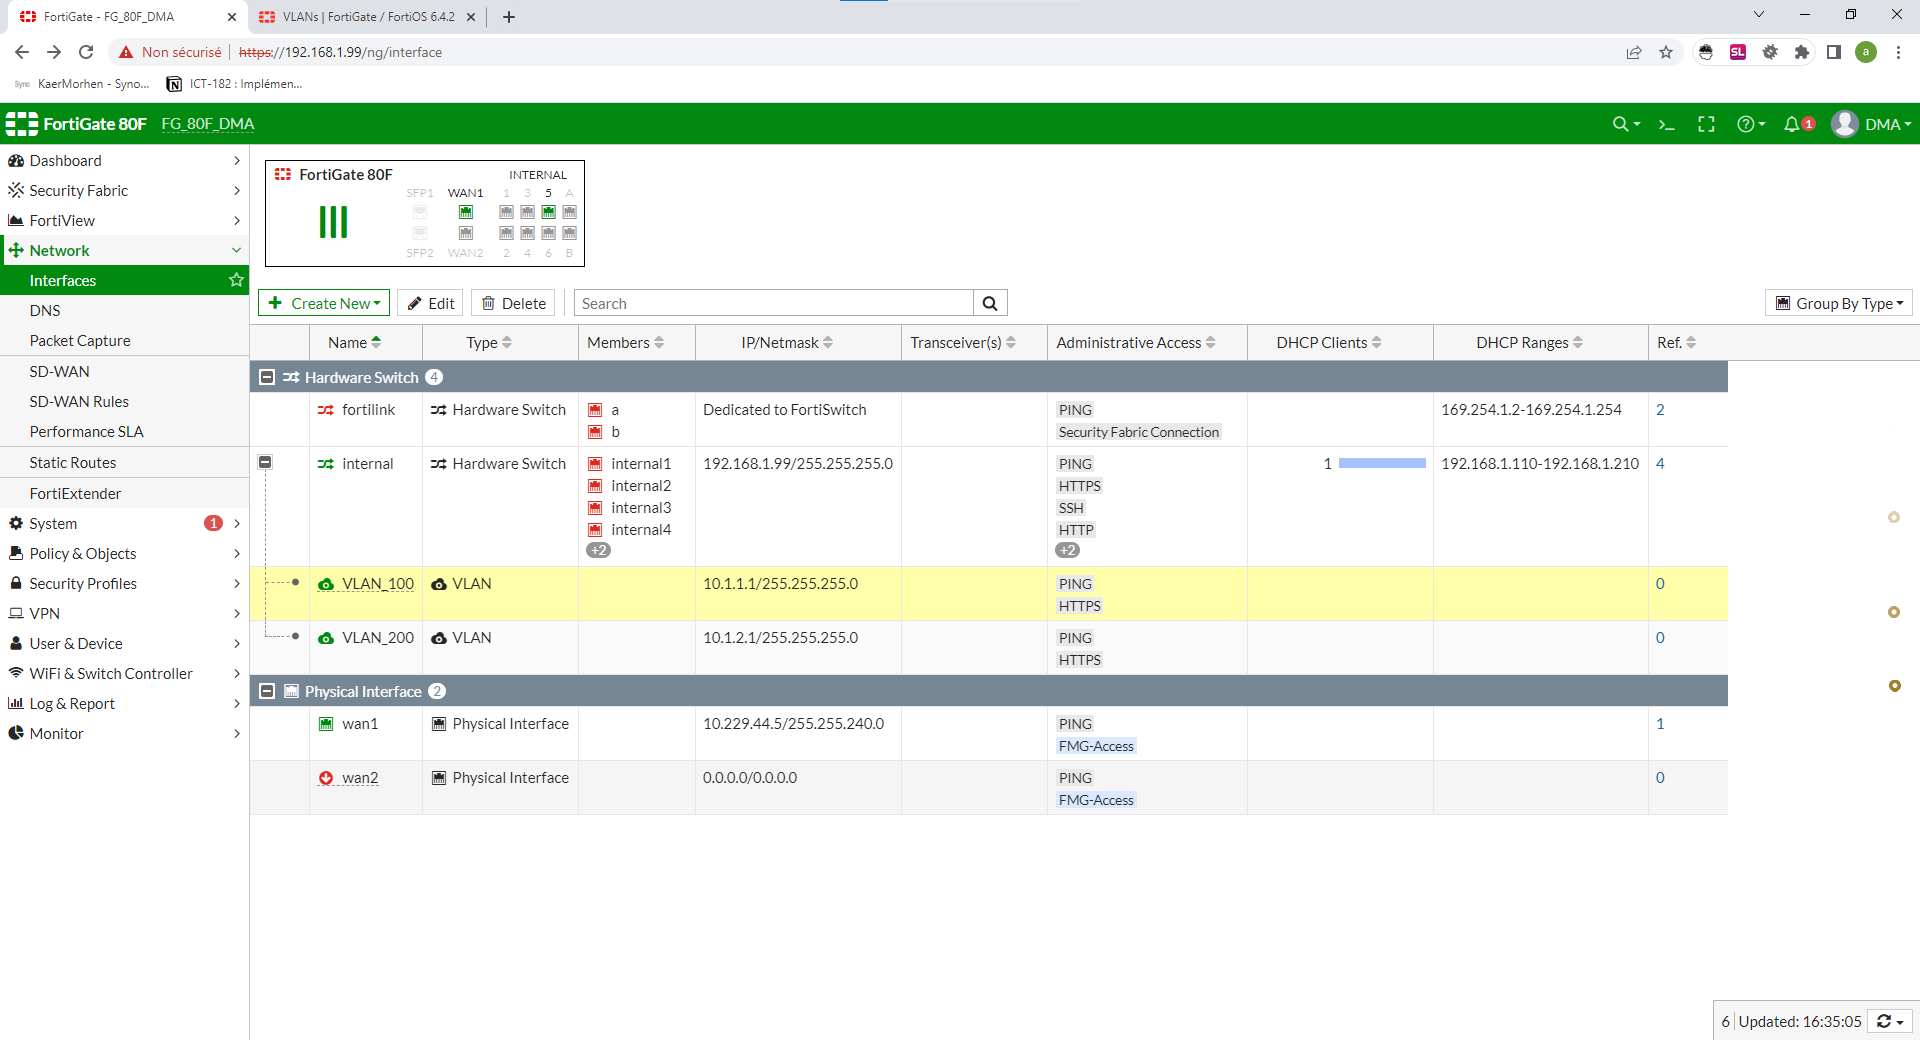 FortiGate - FG_80F_DMA
VLANs | FortiGate / FortiOS 6.4.2
Non sécurisé
https://192.168.1.99/ng/interface
SL
a
Sync
KaerMorhen - Syno...
ICT-182 : Implémen...
FortiGate 80F
FG_80F_DMA
1
DMA
Dashboard
Security Fabric
FortiView
Network
Interfaces
DNS
Packet Capture
SD-WAN
SD-WAN Rules
Performance SLA
Static Routes
FortiExtender
System 1
Policy & Objects
Security Profiles
VPN
User & Device
WiFi & Switch Controller
Log & Report
Monitor
FortiGate 80F
INTERNAL
SFP1 WAN1 1 3 5 A
SFP2 WAN2 2 4 6 B
Create New
Edit
Delete
Search
Group By Type
Name Type Members IP/Netmask Transceiver(s) Administrative Access DHCP Clients DHCP Ranges Ref.
Hardware Switch 4
fortilink Hardware Switch a Dedicated to FortiSwitch PING 169.254.1.2-169.254.1.254 2
b Security Fabric Connection
internal Hardware Switch internal1 192.168.1.99/255.255.255.0 PING 1 192.168.1.110-192.168.1.210 4
internal2 HTTPS
internal3 SSH
internal4 HTTP
+2 +2
VLAN_100 VLAN 10.1.1.1/255.255.255.0 PING 0
HTTPS
VLAN_200 VLAN 10.1.2.1/255.255.255.0 PING 0
HTTPS
Physical Interface 2
wan1 Physical Interface 10.229.44.5/255.255.240.0 PING 1
FMG-Access
wan2 Physical Interface 0.0.0.0/0.0.0.0 PING 0
FMG-Access
6 Updated: 16:35:05